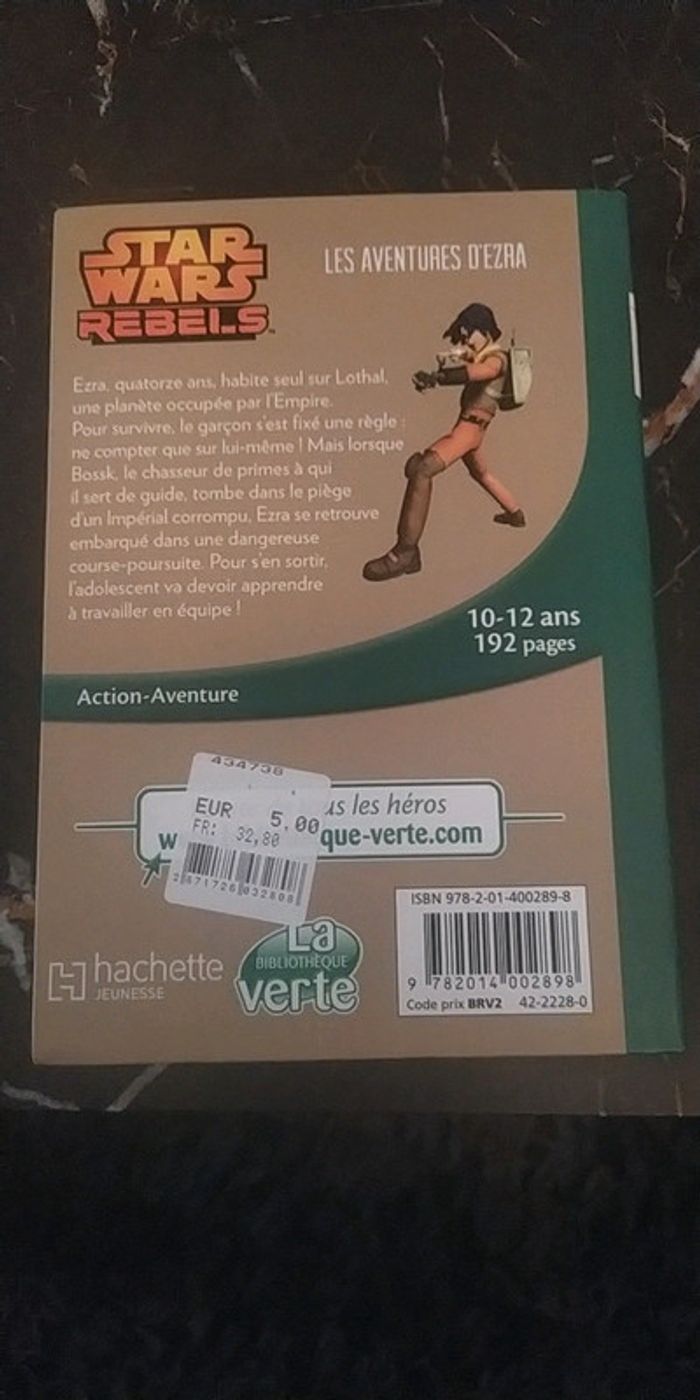 STAR
WARS
REBELS
LES AVENTURES D'EZRA
Ezra, quatorze ans, habite seul sur Lothal,
une planète occupée par l'Empire.
Pour survivre, le garçon s'est fixé une règle :
ne compter que sur lui-même ! Mais lorsque
Bossk, le chasseur de primes à qui
il sert de guide, tombe dans le piège
d'un Impérial corrompu, Ezra se retrouve
embarqué dans une dangereuse
course-poursuite. Pour s'en sortir,
l'adolescent va devoir apprendre
à travailler en équipe !
10-12 ans
192 pages
Action-Aventure
434738
EUR 5,00
FR: 32,80
2 671726 032808
us les héros
w que-verte.com
hachette
JEUNESSE
La
BIBLIOTHÈQUE
verte
ISBN 978-2-01-400289-8
9 782014 002898
Code prix BRV2 42-2228-0